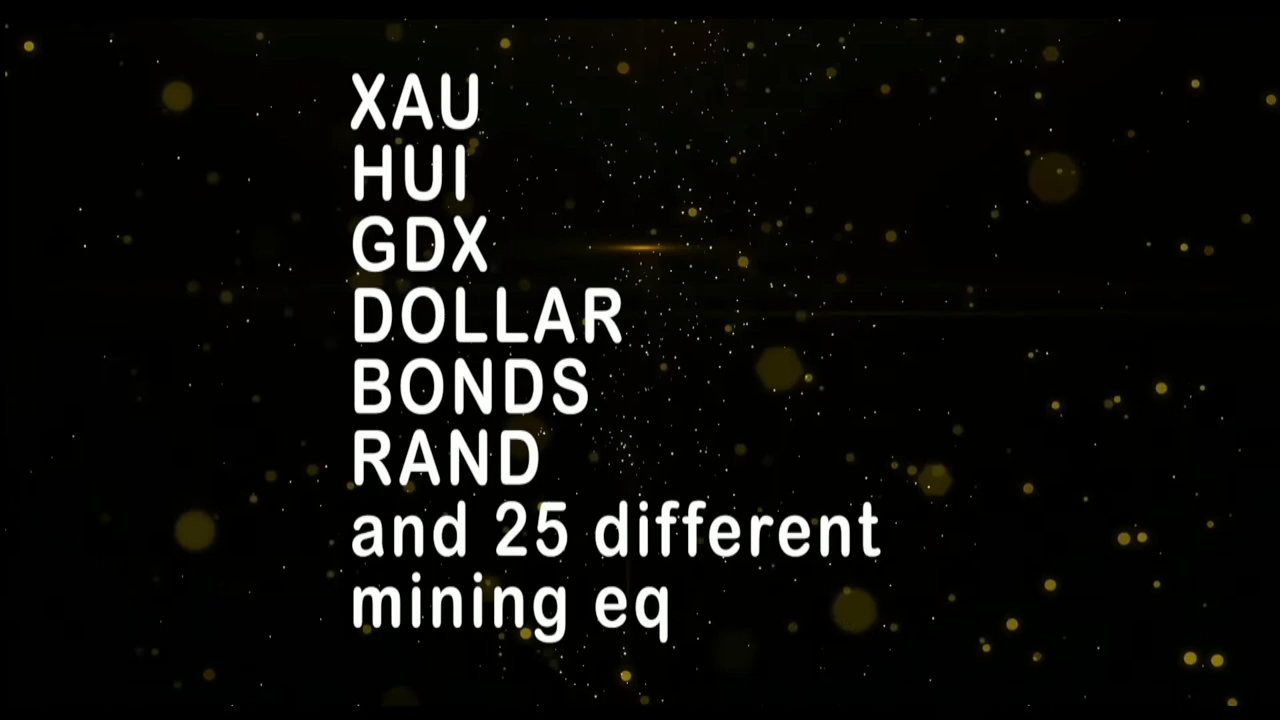 XAU
HUI
GDX
DOLLAR
BONDS
RAND
and 25 different
mining eq